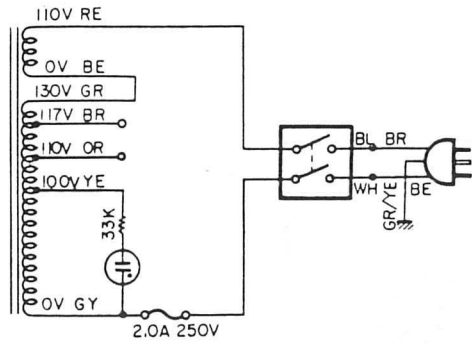 110V RE
0V BE
130V GR
117V BR
110V OR
100V YE
33K
0V GY
2.0A 250V
BL BR
WH BE
GR/YE